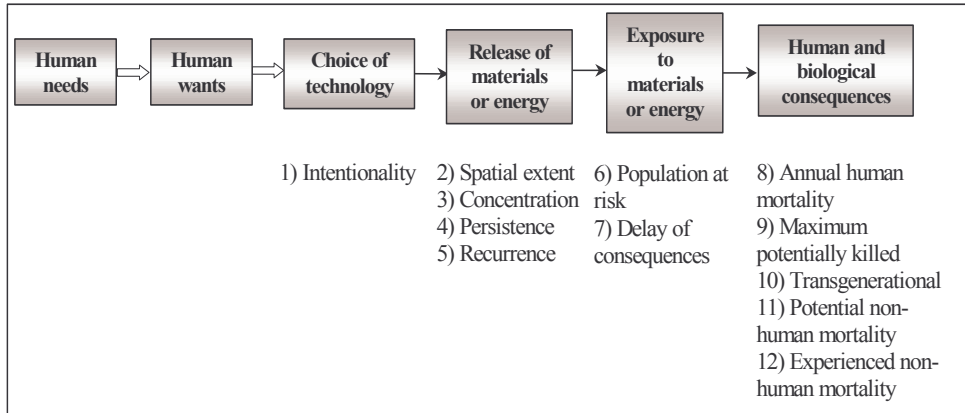 Human
needs
Human
wants
Choice of
technology
Release of
materials
or energy
Exposure
to
materials
or energy
Human and
biological
consequences
1) Intentionality
2) Spatial extent
3) Concentration
4) Persistence
5) Recurrence
6) Population at
risk
7) Delay of
consequences
8) Annual human
mortality
9) Maximum
potentially killed
10) Transgenerational
11) Potential non-
human mortality
12) Experienced non-
human mortality